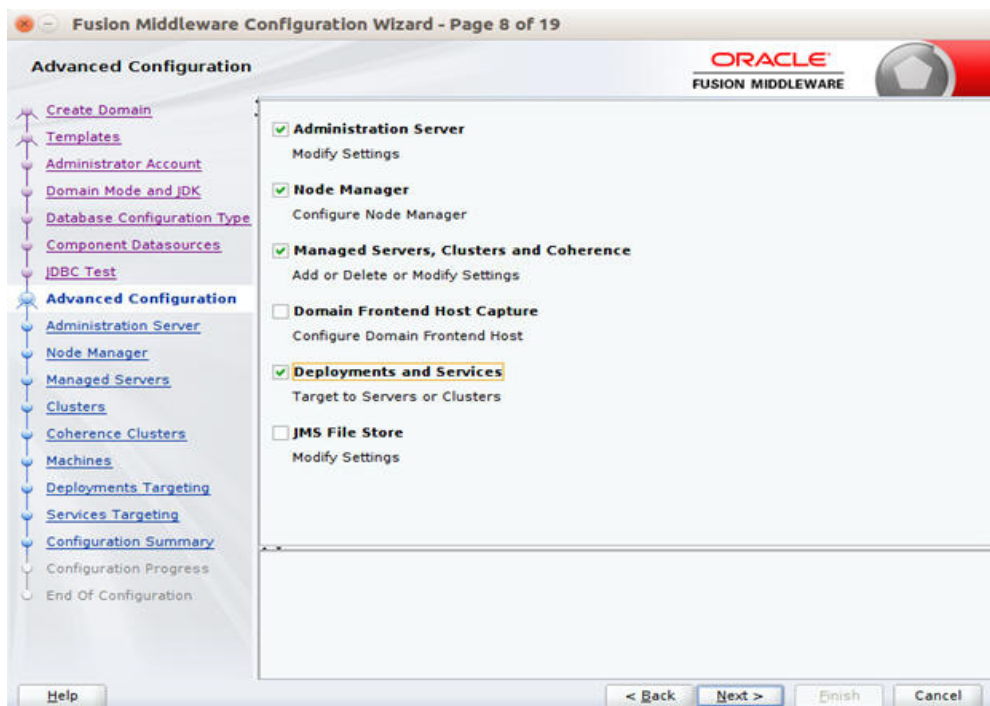 Fusion Middleware Configuration Wizard - Page 8 of 19
Advanced Configuration
ORACLE
FUSION MIDDLEWARE
Create Domain
Templates
Administrator Account
Domain Mode and JDK
Database Configuration Type
Component Datasources
JDBC Test
Advanced Configuration
Administration Server
Node Manager
Managed Servers
Clusters
Coherence Clusters
Machines
Deployments Targeting
Services Targeting
Configuration Summary
Configuration Progress
End Of Configuration
Administration Server
Modify Settings
Node Manager
Configure Node Manager
Managed Servers, Clusters and Coherence
Add or Delete or Modify Settings
Domain Frontend Host Capture
Configure Domain Frontend Host
Deployments and Services
Target to Servers or Clusters
JMS File Store
Modify Settings
Help
< Back
Next >
Finish
Cancel